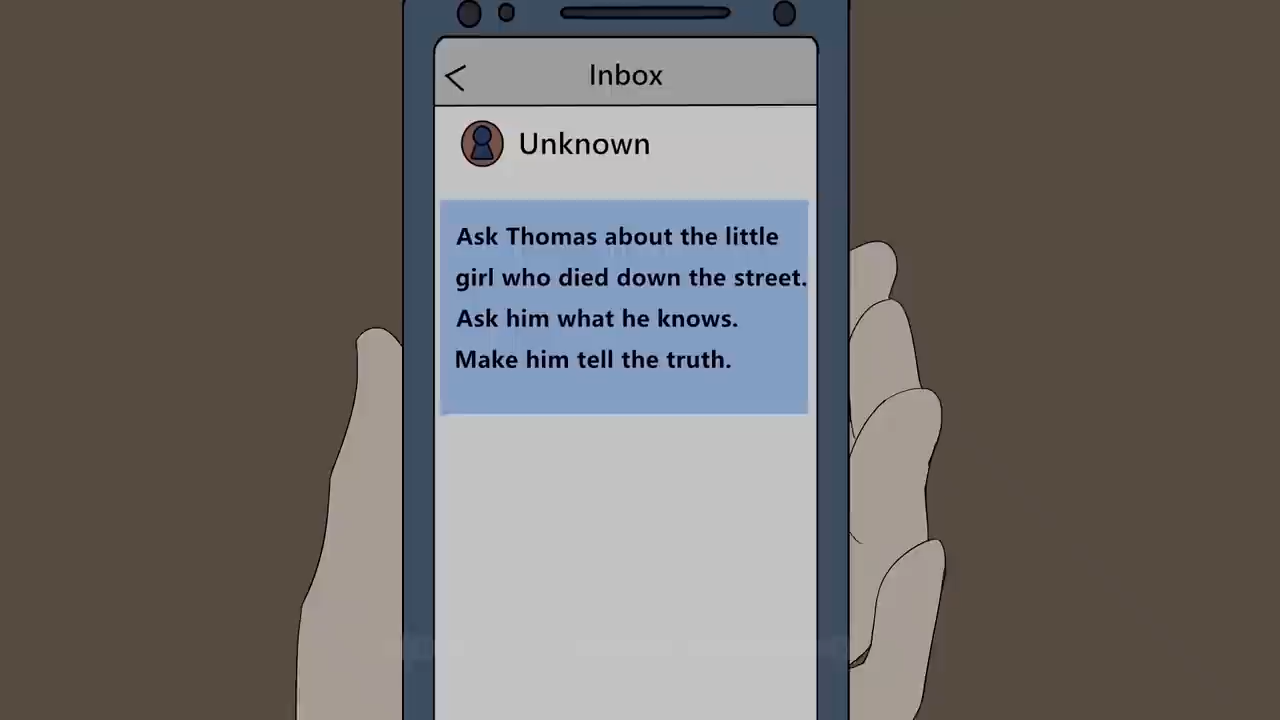 Inbox
Unknown
Ask Thomas about the little
girl who died down the street.
Ask him what he knows.
Make him tell the truth.